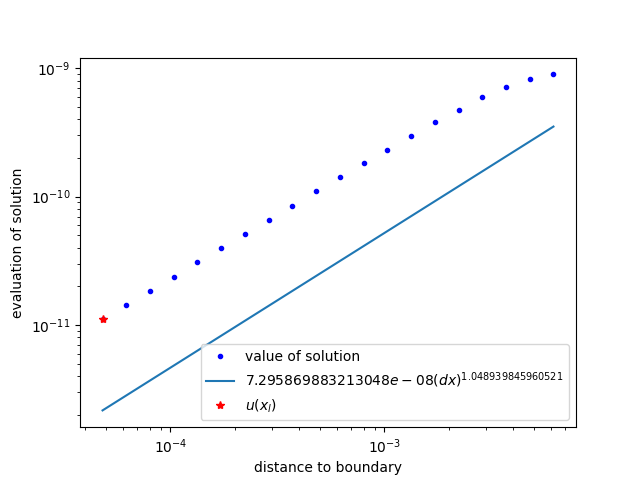 10⁻⁹
10⁻¹⁰
10⁻¹¹
evaluation of solution
value of solution
7.295869883213048e − 08(dx)^1.048939845960521
u(x_l)
10⁻⁴
10⁻³
distance to boundary